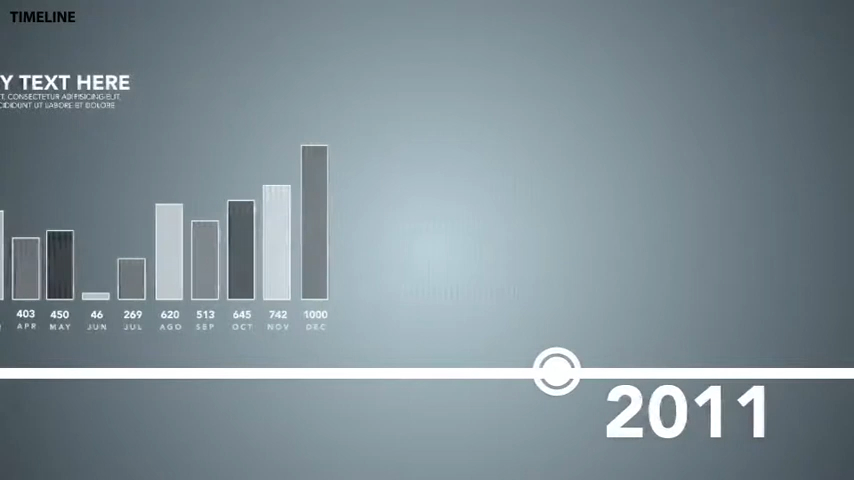 TIMELINE
Y TEXT HERE
T, CONSECTETUR ADIPISICING ELIT,
CIDIDUNT UT LABORE ET DOLORE
403 450 46 269 620 513 645 742 1000
APR MAY JUN JUL AGO SEP OCT NOV DEC
2011